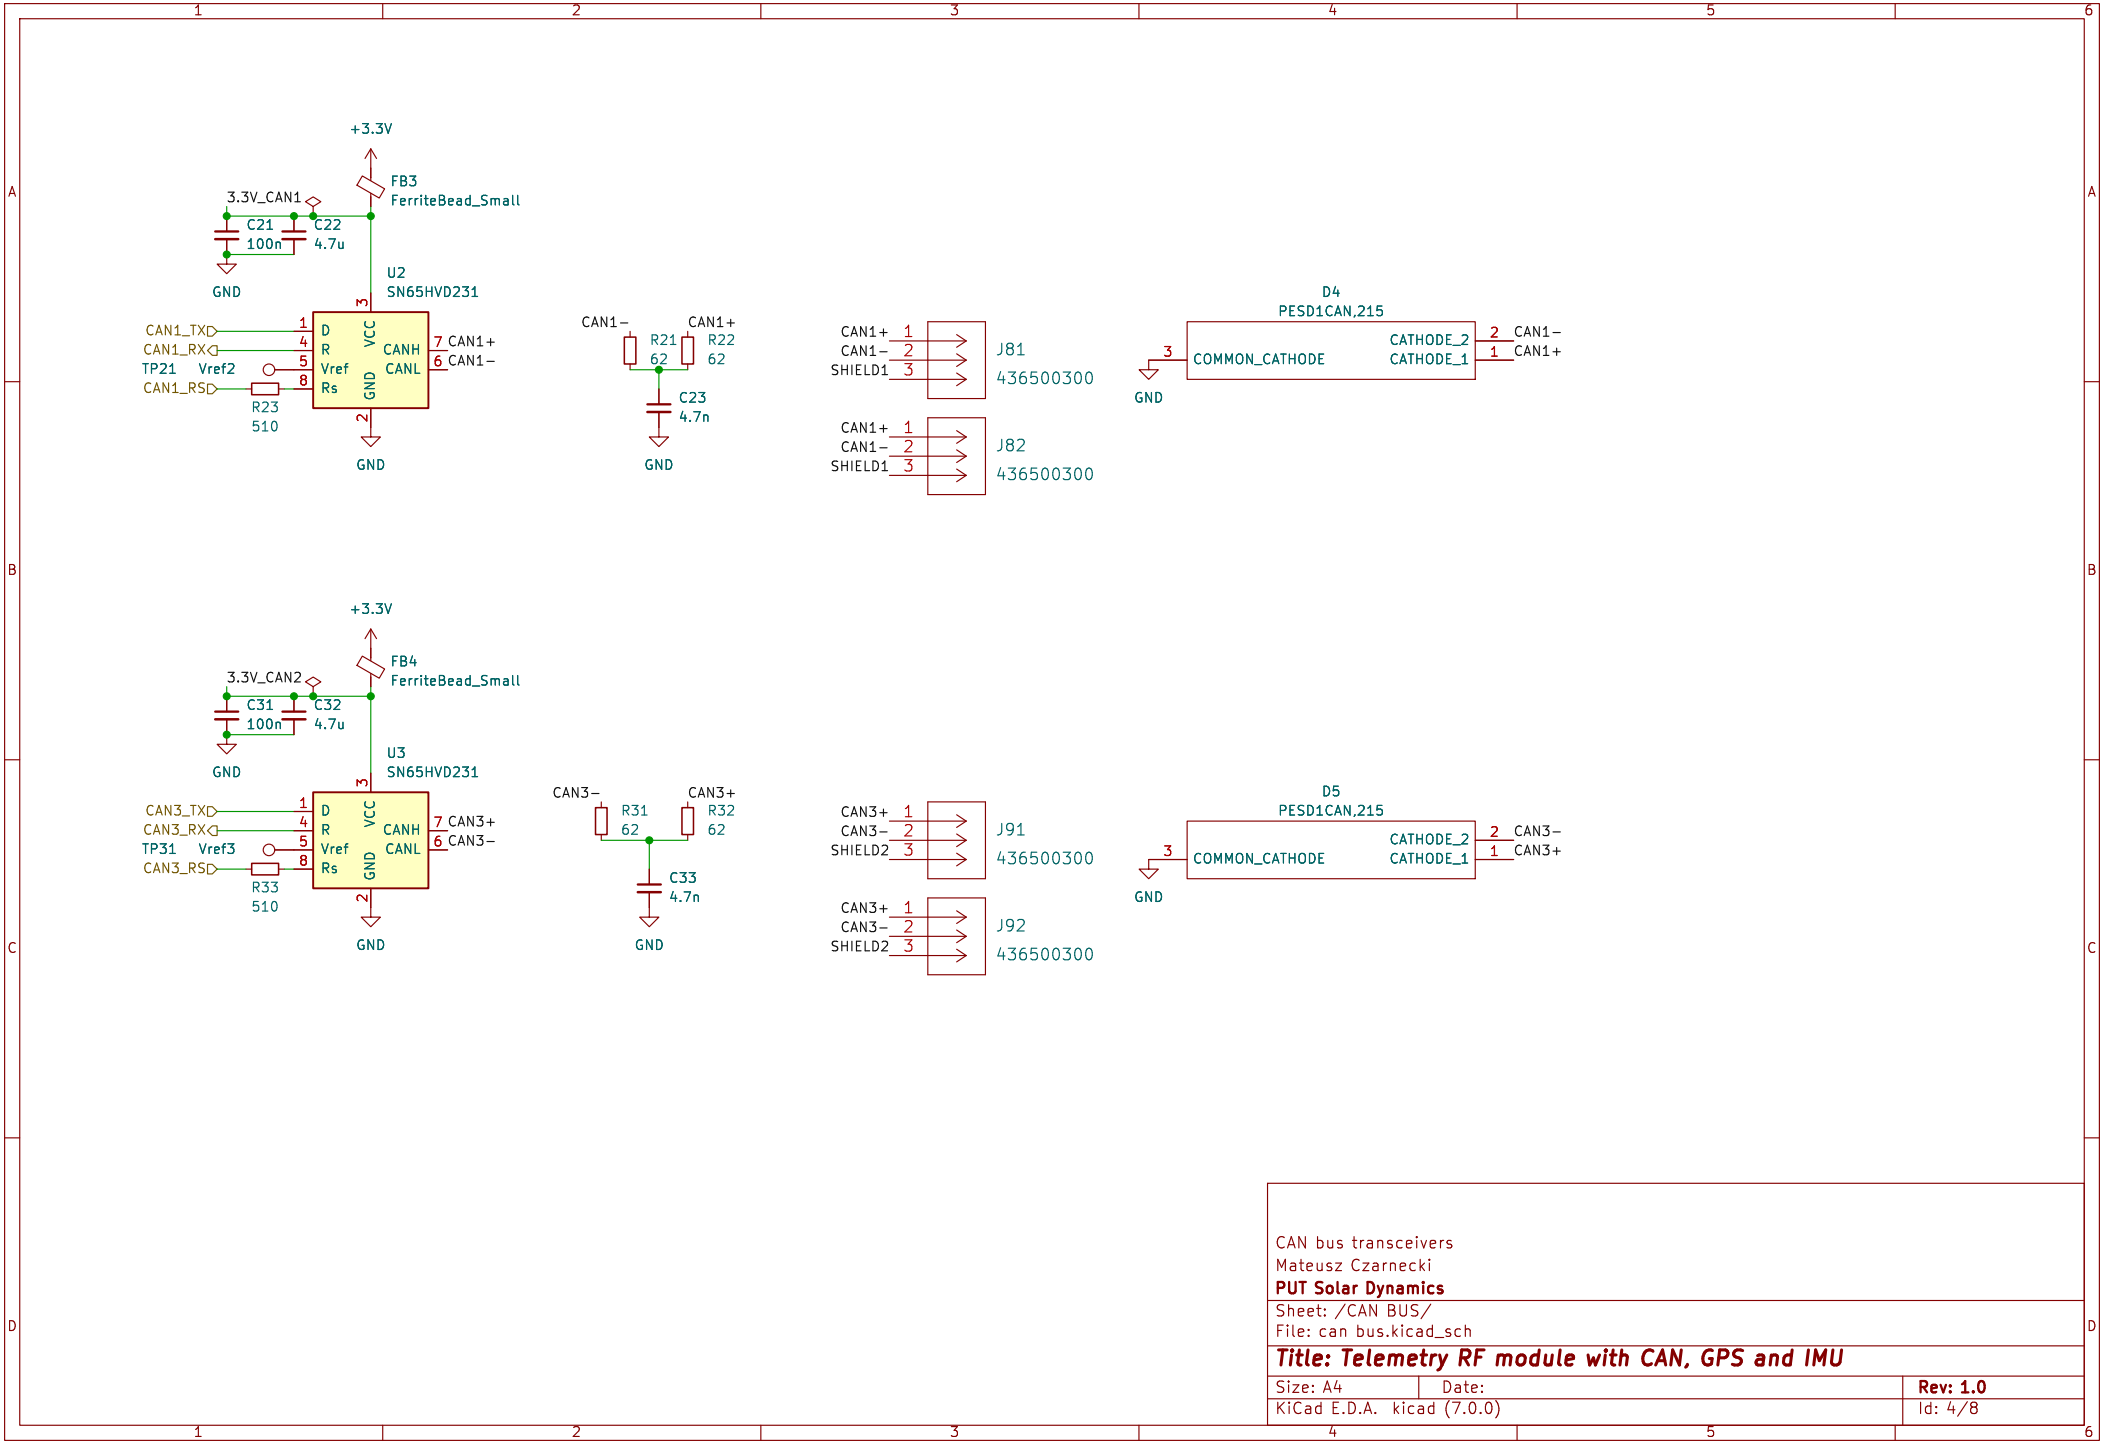 1 2 3 4 5 6
A A
B B
C C
D D
+3.3V
FB3
FerriteBead_Small
3.3V_CAN1
C21
100n
C22
4.7u
GND
U2
SN65HVD231
CAN1_TX
CAN1_RX
TP21 Vref2
CAN1_RS
R23
510
1 D
4 R
5 Vref
8 Rs
3 VCC
2 GND
CANH 7 CAN1+
CANL 6 CAN1-
GND
CAN1- CAN1+
R21
62
R22
62
C23
4.7n
GND
CAN1+ 1
CAN1- 2
SHIELD1 3
J81
436500300
CAN1+ 1
CAN1- 2
SHIELD1 3
J82
436500300
D4
PESD1CAN,215
3 COMMON_CATHODE
CATHODE_2 2 CAN1-
CATHODE_1 1 CAN1+
GND
+3.3V
FB4
FerriteBead_Small
3.3V_CAN2
C31
100n
C32
4.7u
GND
U3
SN65HVD231
CAN3_TX
CAN3_RX
TP31 Vref3
CAN3_RS
R33
510
1 D
4 R
5 Vref
8 Rs
3 VCC
2 GND
CANH 7 CAN3+
CANL 6 CAN3-
GND
CAN3- CAN3+
R31
62
R32
62
C33
4.7n
GND
CAN3+ 1
CAN3- 2
SHIELD2 3
J91
436500300
CAN3+ 1
CAN3- 2
SHIELD2 3
J92
436500300
D5
PESD1CAN,215
3 COMMON_CATHODE
CATHODE_2 2 CAN3-
CATHODE_1 1 CAN3+
GND
CAN bus transceivers
Mateusz Czarnecki
PUT Solar Dynamics
Sheet: /CAN BUS/
File: can bus.kicad_sch
Title: Telemetry RF module with CAN, GPS and IMU
Size: A4 Date: Rev: 1.0
KiCad E.D.A. kicad (7.0.0) Id: 4/8
1 2 3 4 5 6